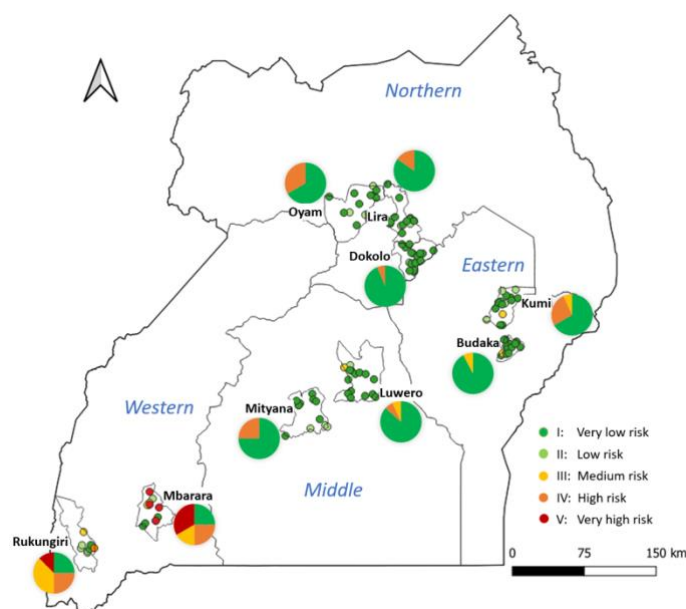 Northern
Oyam
Lira
Dokolo
Eastern
Kumi
Budaka
Western
Mityana
Luwero
Middle
Mbarara
Rukungiri
I: Very low risk
II: Low risk
III: Medium risk
IV: High risk
V: Very high risk
0 75 150 km